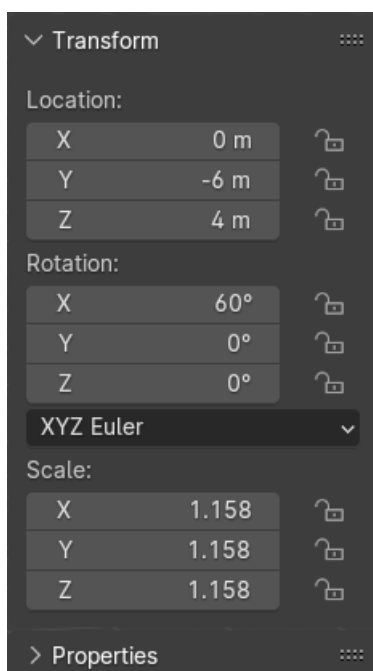 Transform
Location:
X 0 m
Y -6 m
Z 4 m
Rotation:
X 60°
Y 0°
Z 0°
XYZ Euler
Scale:
X 1.158
Y 1.158
Z 1.158
Properties